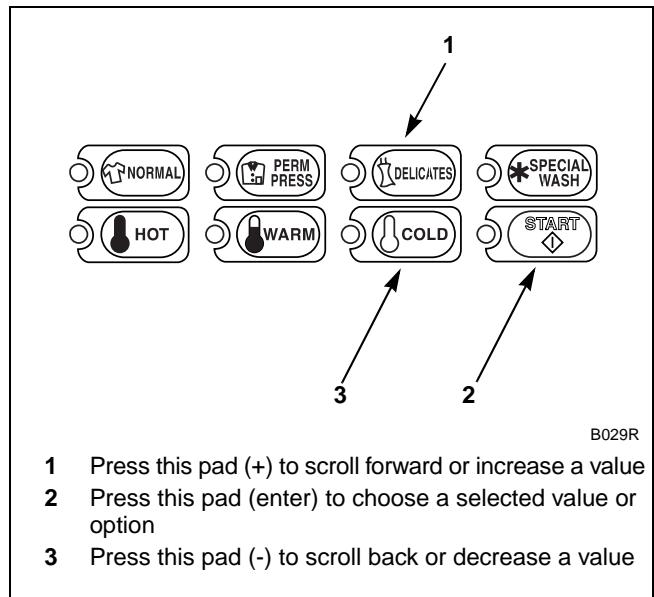 1
NORMAL
PERM
PRESS
DELICATES
SPECIAL
WASH
HOT
WARM
COLD
START
3
2
B029R
1 Press this pad (+) to scroll forward or increase a value
2 Press this pad (enter) to choose a selected value or
option
3 Press this pad (-) to scroll back or decrease a value